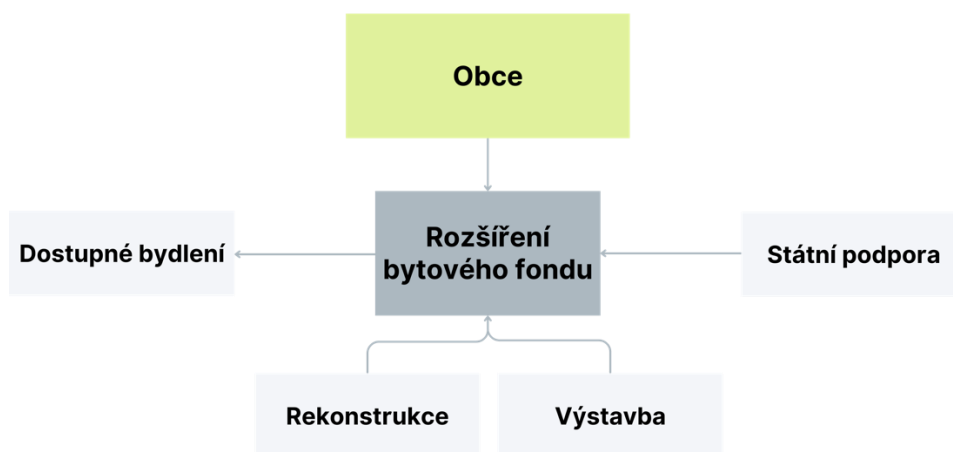 Obce
Rozšíření
bytového fondu
Dostupné bydlení
Státní podpora
Rekonstrukce
Výstavba